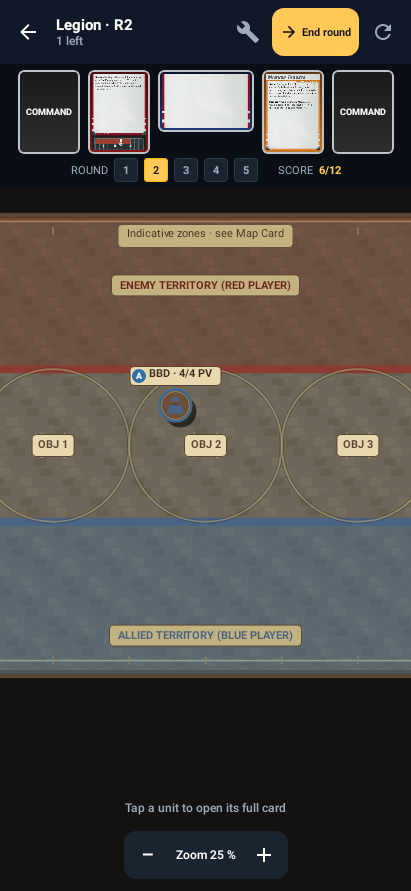 Legion · R2
1 left
End round
COMMAND
COMMAND
ROUND 1 2 3 4 5 SCORE 6/12
Indicative zones · see Map Card
ENEMY TERRITORY (RED PLAYER)
A BBD · 4/4 PV
OBJ 1
OBJ 2
OBJ 3
ALLIED TERRITORY (BLUE PLAYER)
Tap a unit to open its full card
− Zoom 25 % +